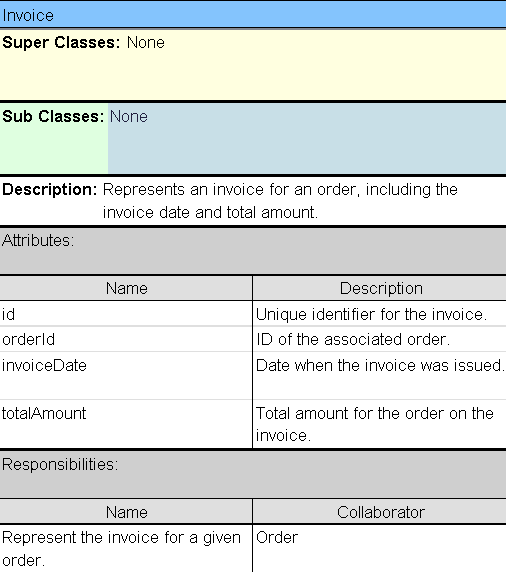 Invoice
Super Classes: None
Sub Classes: None
Description: Represents an invoice for an order, including the
invoice date and total amount.
Attributes:
Name Description
id Unique identifier for the invoice.
orderId ID of the associated order.
invoiceDate Date when the invoice was issued.
totalAmount Total amount for the order on the
invoice.
Responsibilities:
Name Collaborator
Represent the invoice for a given Order
order.